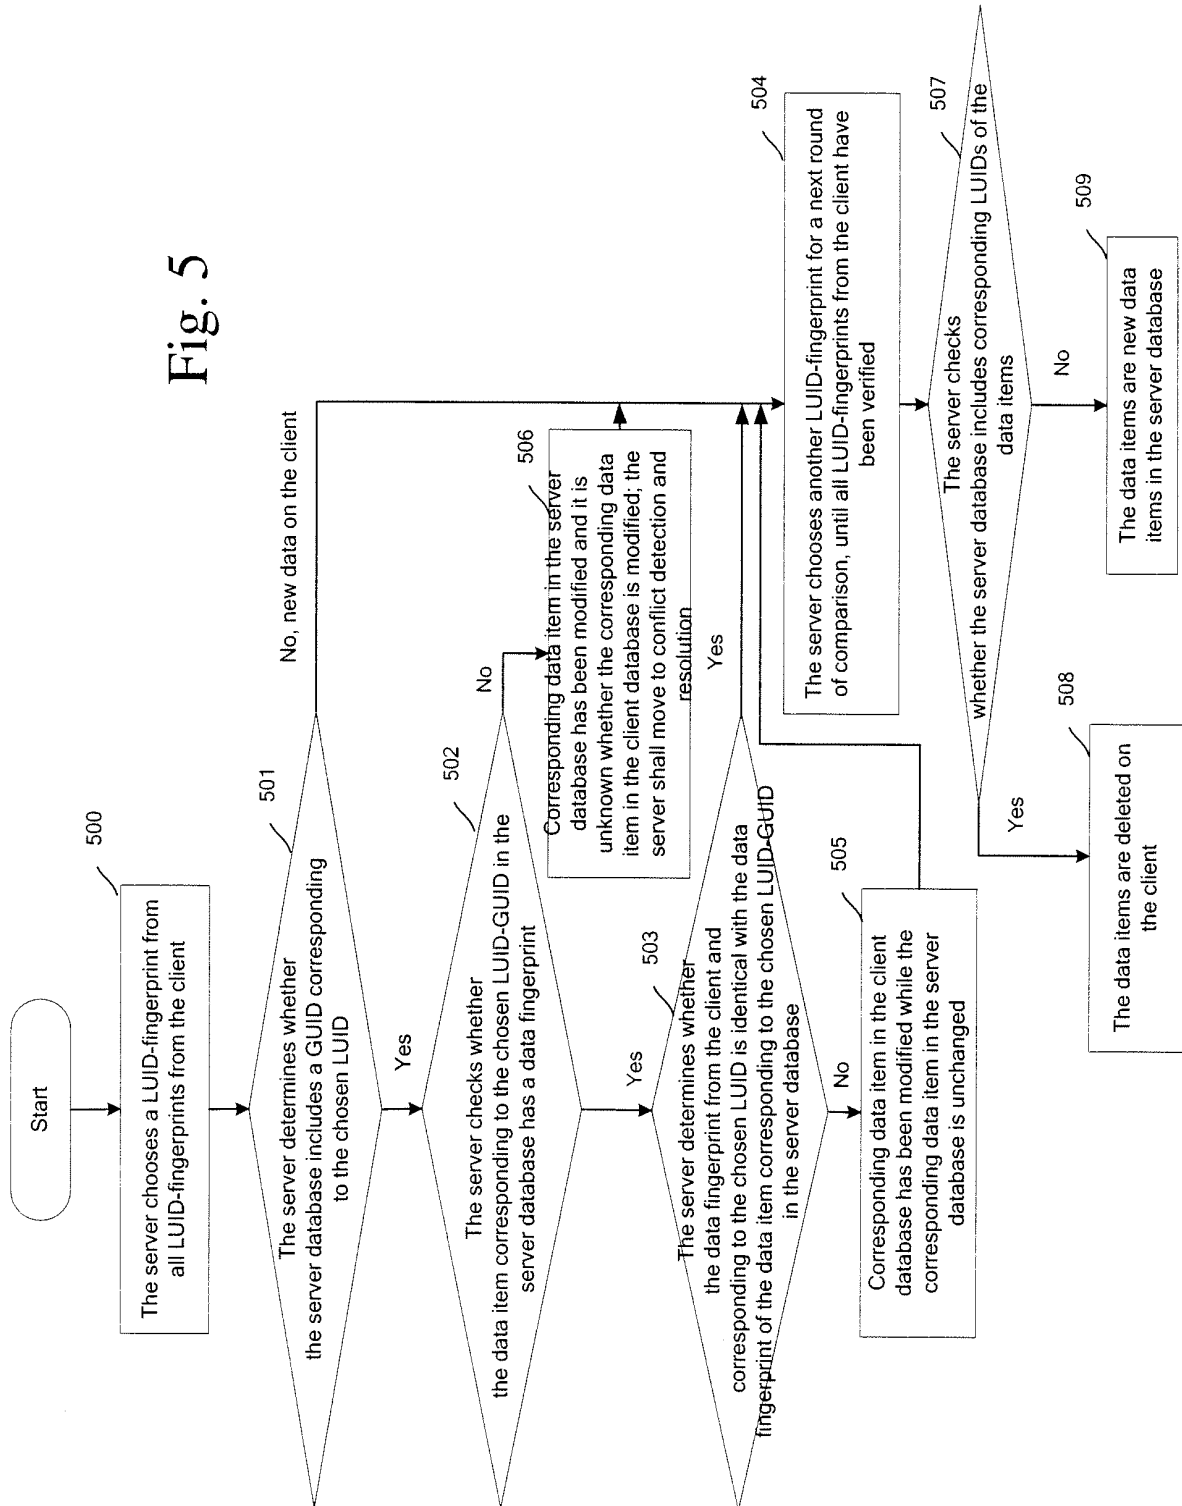 Fig. 5
Start
500
The server chooses a LUID-fingerprint from
all LUID-fingerprints from the client
501
The server determines whether
the server database includes a GUID corresponding
to the chosen LUID
No, new data on the client
Yes
502
The server checks whether
the data item corresponding to the chosen LUID-GUID in the
server database has a data fingerprint
No
506
Corresponding data item in the server
database has been modified and it is
unknown whether the corresponding data
item in the client database is modified; the
server shall move to conflict detection and
resolution
Yes
503
The server determines whether
the data fingerprint from the client and
corresponding to the chosen LUID is identical with the data
fingerprint of the data item corresponding to the chosen LUID-GUID
in the server database
Yes
No
505
Corresponding data item in the client
database has been modified while the
corresponding data item in the server
database is unchanged
504
The server chooses another LUID-fingerprint for a next round
of comparison, until all LUID-fingerprints from the client have
been verified
507
The server checks
whether the server database includes corresponding LUIDs of the
data items
Yes
508
The data items are deleted on
the client
No
509
The data items are new data
items in the server database